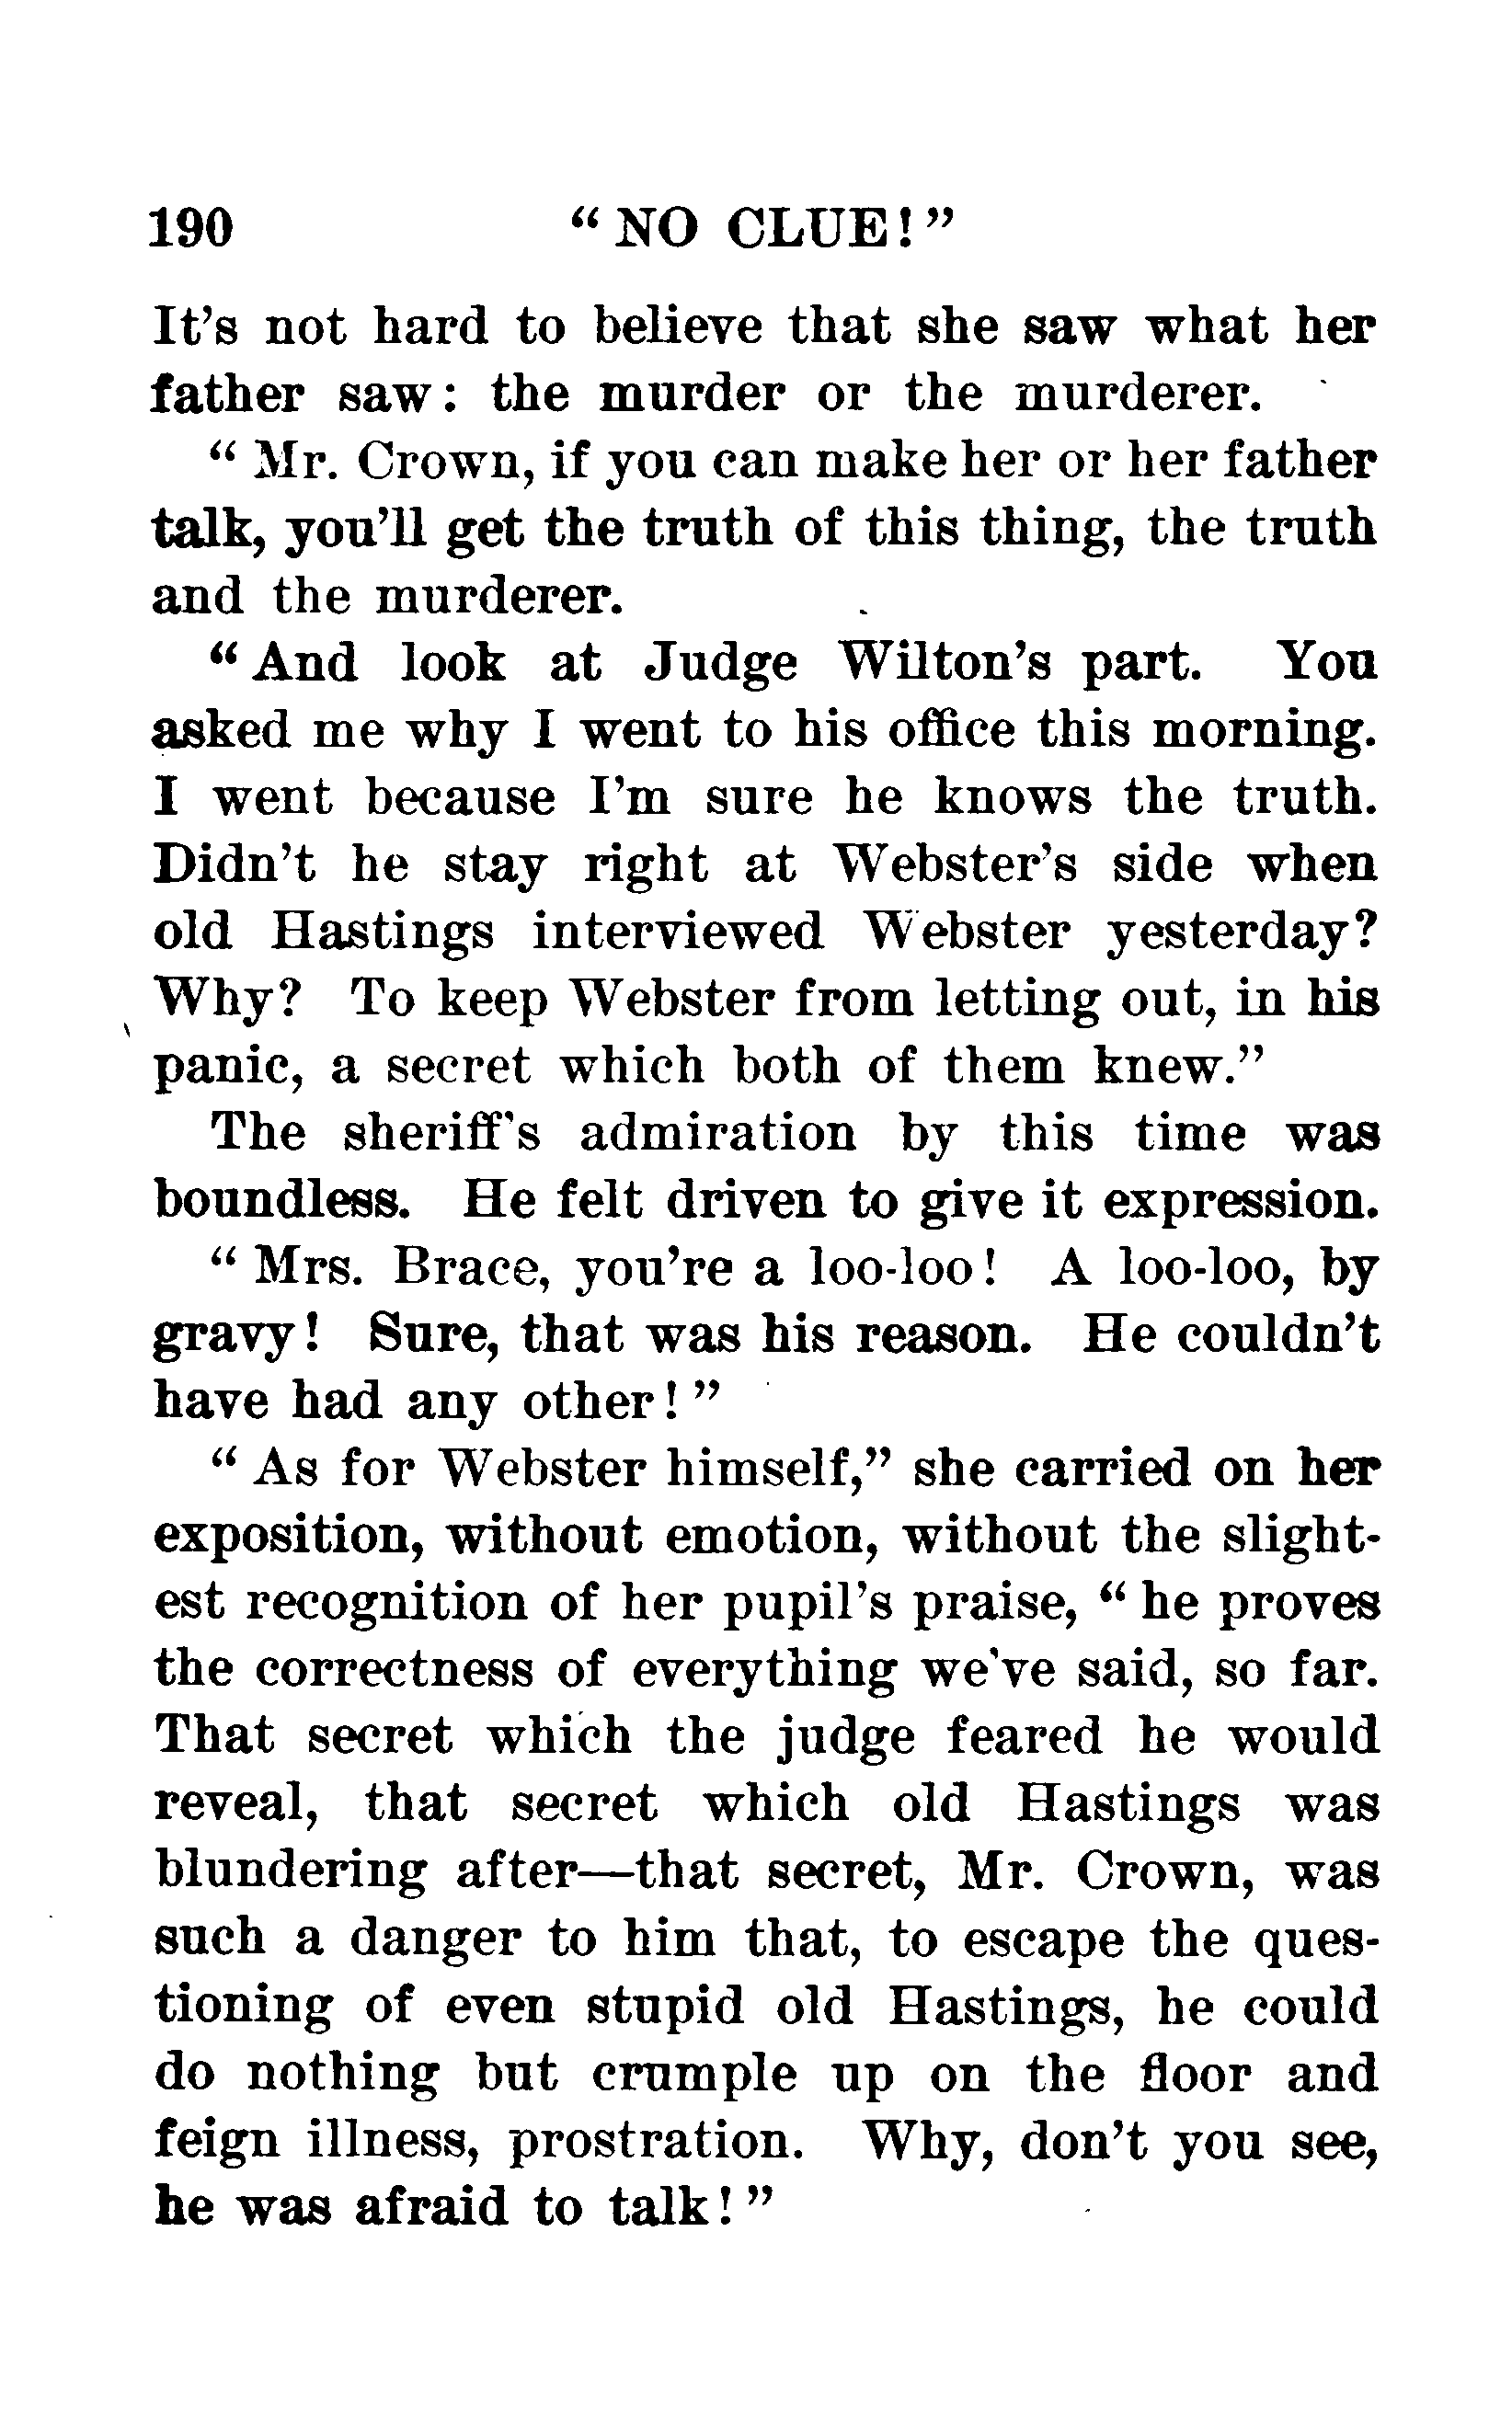 190 “ NO CLUE! ”
It’s not hard to believe that she saw what her
father saw: the murder or the murderer.
“ Mr. Crown, if you can make her or her father
talk, you’ll get the truth of this thing, the truth
and the murderer.
“ And look at Judge Wilton’s part. You
asked me why I went to his office this morning.
I went because I’m sure he knows the truth.
Didn’t he stay right at Webster’s side when
old Hastings interviewed Webster yesterday?
Why? To keep Webster from letting out, in his
panic, a secret which both of them knew.”
The sheriff’s admiration by this time was
boundless. He felt driven to give it expression.
“ Mrs. Brace, you’re a loo-loo! A loo-loo, by
gravy! Sure, that was his reason. He couldn’t
have had any other! ”
“ As for Webster himself,” she carried on her
exposition, without emotion, without the slight-
est recognition of her pupil’s praise, “ he proves
the correctness of everything we’ve said, so far.
That secret which the judge feared he would
reveal, that secret which old Hastings was
blundering after—that secret, Mr. Crown, was
such a danger to him that, to escape the ques-
tioning of even stupid old Hastings, he could
do nothing but crumple up on the floor and
feign illness, prostration. Why, don’t you see,
he was afraid to talk! ”